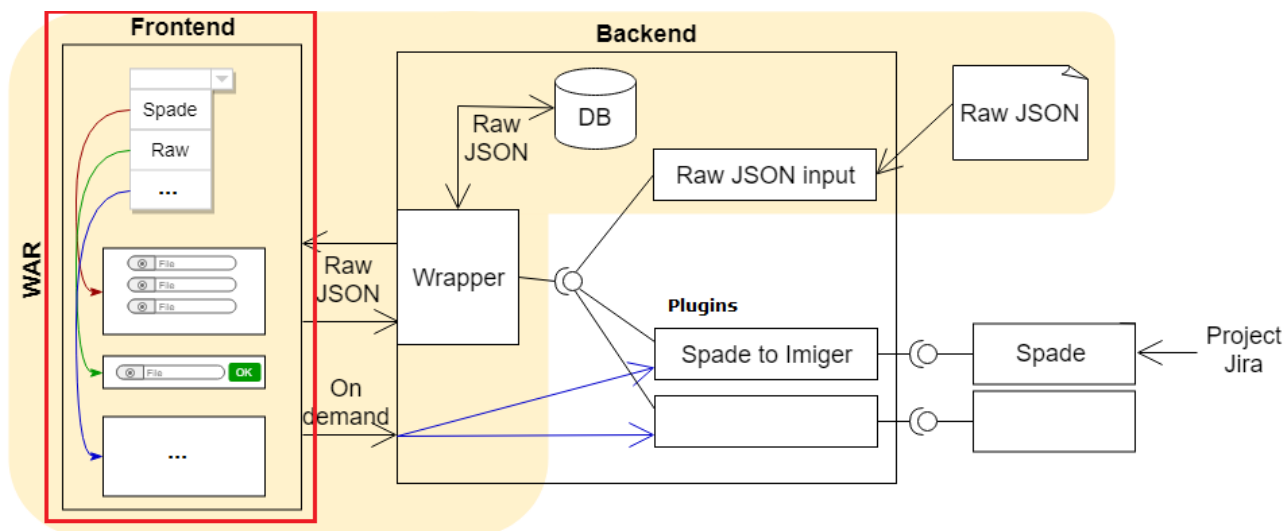 Frontend
Backend
WAR
Spade
Raw
...
File
File
File
File
OK
...
Raw
JSON
DB
Raw JSON
Raw JSON input
Wrapper
Raw
JSON
On
demand
Plugins
Spade to Imiger
Spade
Project
Jira